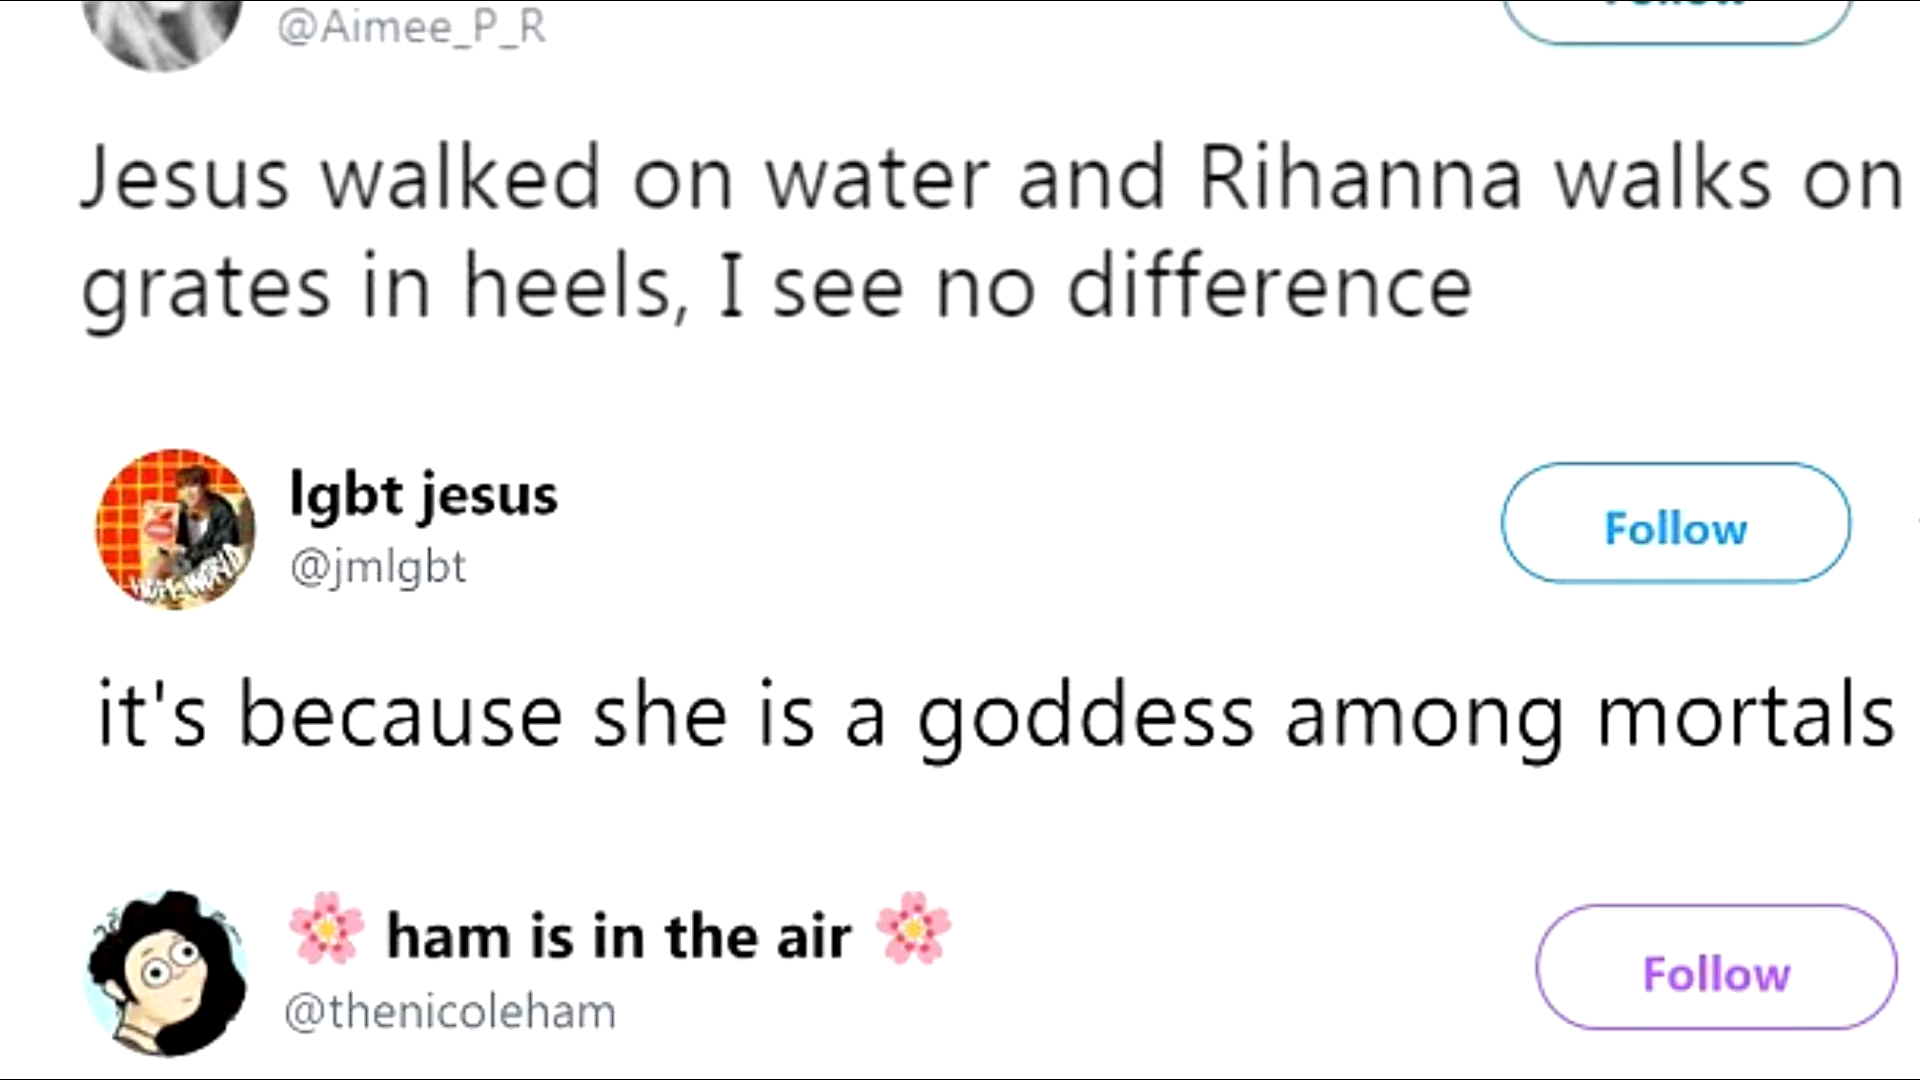 @Aimee_P_R
Jesus walked on water and Rihanna walks on
grates in heels, I see no difference
lgbt jesus
@jmlgbt
Follow
it's because she is a goddess among mortals
🌸 ham is in the air 🌸
@thenicoleham
Follow